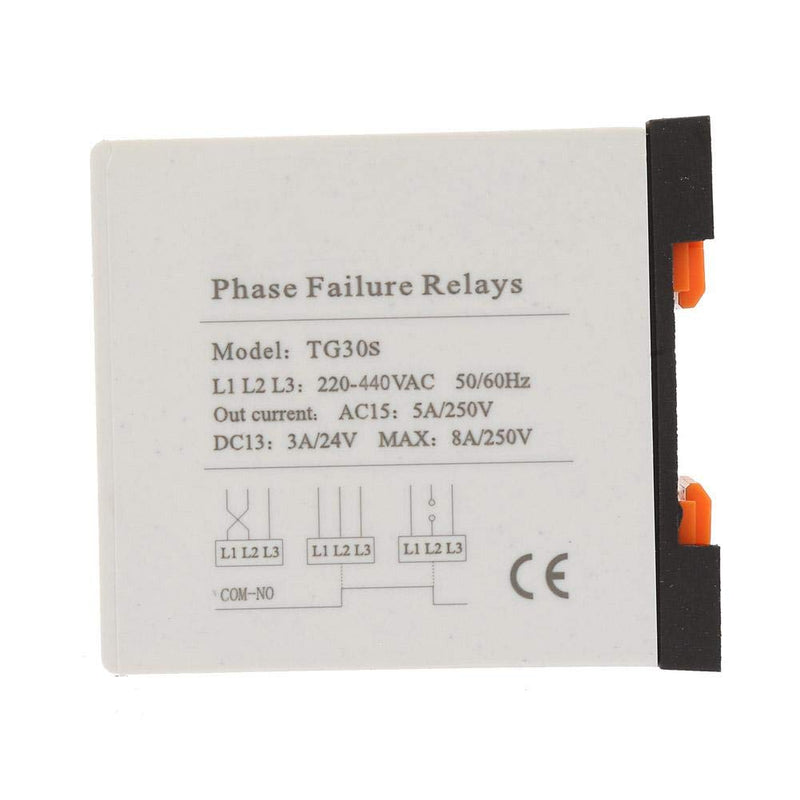 Phase Failure Relays
Model: TG30S
L1 L2 L3: 220-440VAC 50/60Hz
Out current: AC15: 5A/250V
DC13: 3A/24V MAX: 8A/250V
L1 L2 L3 L1 L2 L3 L1 L2 L3
COM-NO
CE